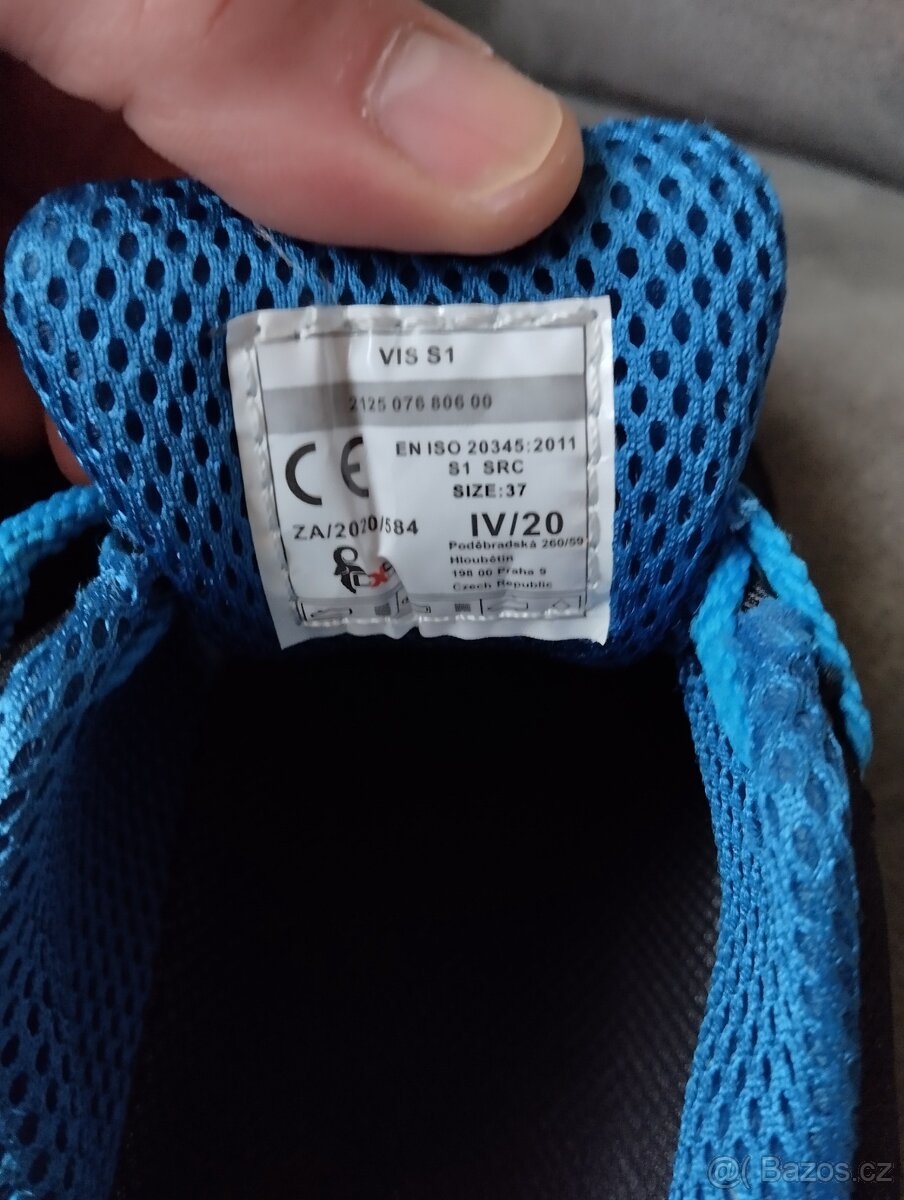 VIS S1
2125 076 806 00
CE
EN ISO 20345:2011
S1 SRC
SIZE:37
ZA/2020/584
IV/20
Poděbradská 260/59
Hloubětín
198 00 Praha 9
Czech Republic
@( Bazos.cz